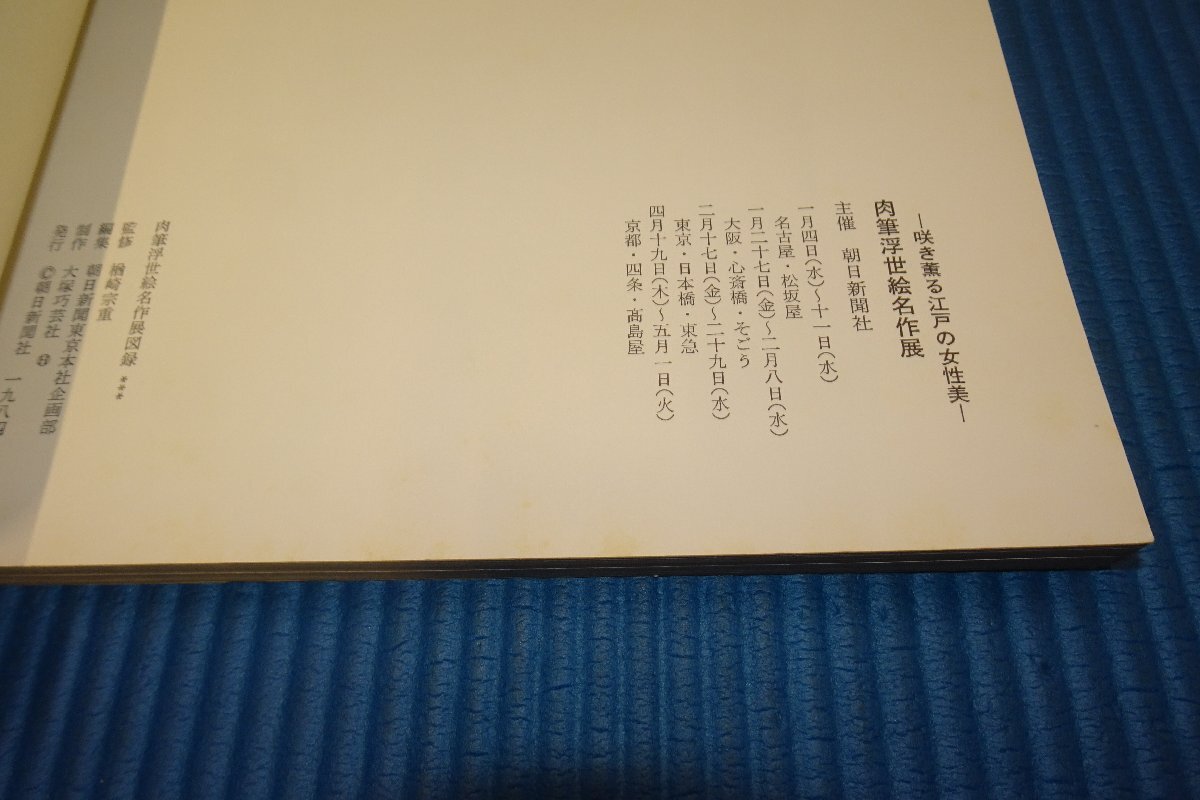 ―咲き薫る江戸の女性美―
肉筆浮世絵名作展
主催　朝日新聞社
一月四日（水）～十一日（水）
名古屋・松坂屋
一月二十七日（金）～二月八日（水）
大阪・心斎橋・そごう
二月十七日（金）～二十九日（水）
東京・日本橋・東急
四月十九日（木）～五月一日（火）
京都・四条・髙島屋
肉筆浮世絵名作展図録
監修　楢崎宗重
編集　朝日新聞東京本社企画部
制作　大塚巧芸社
発行　©朝日新聞社　一九八四